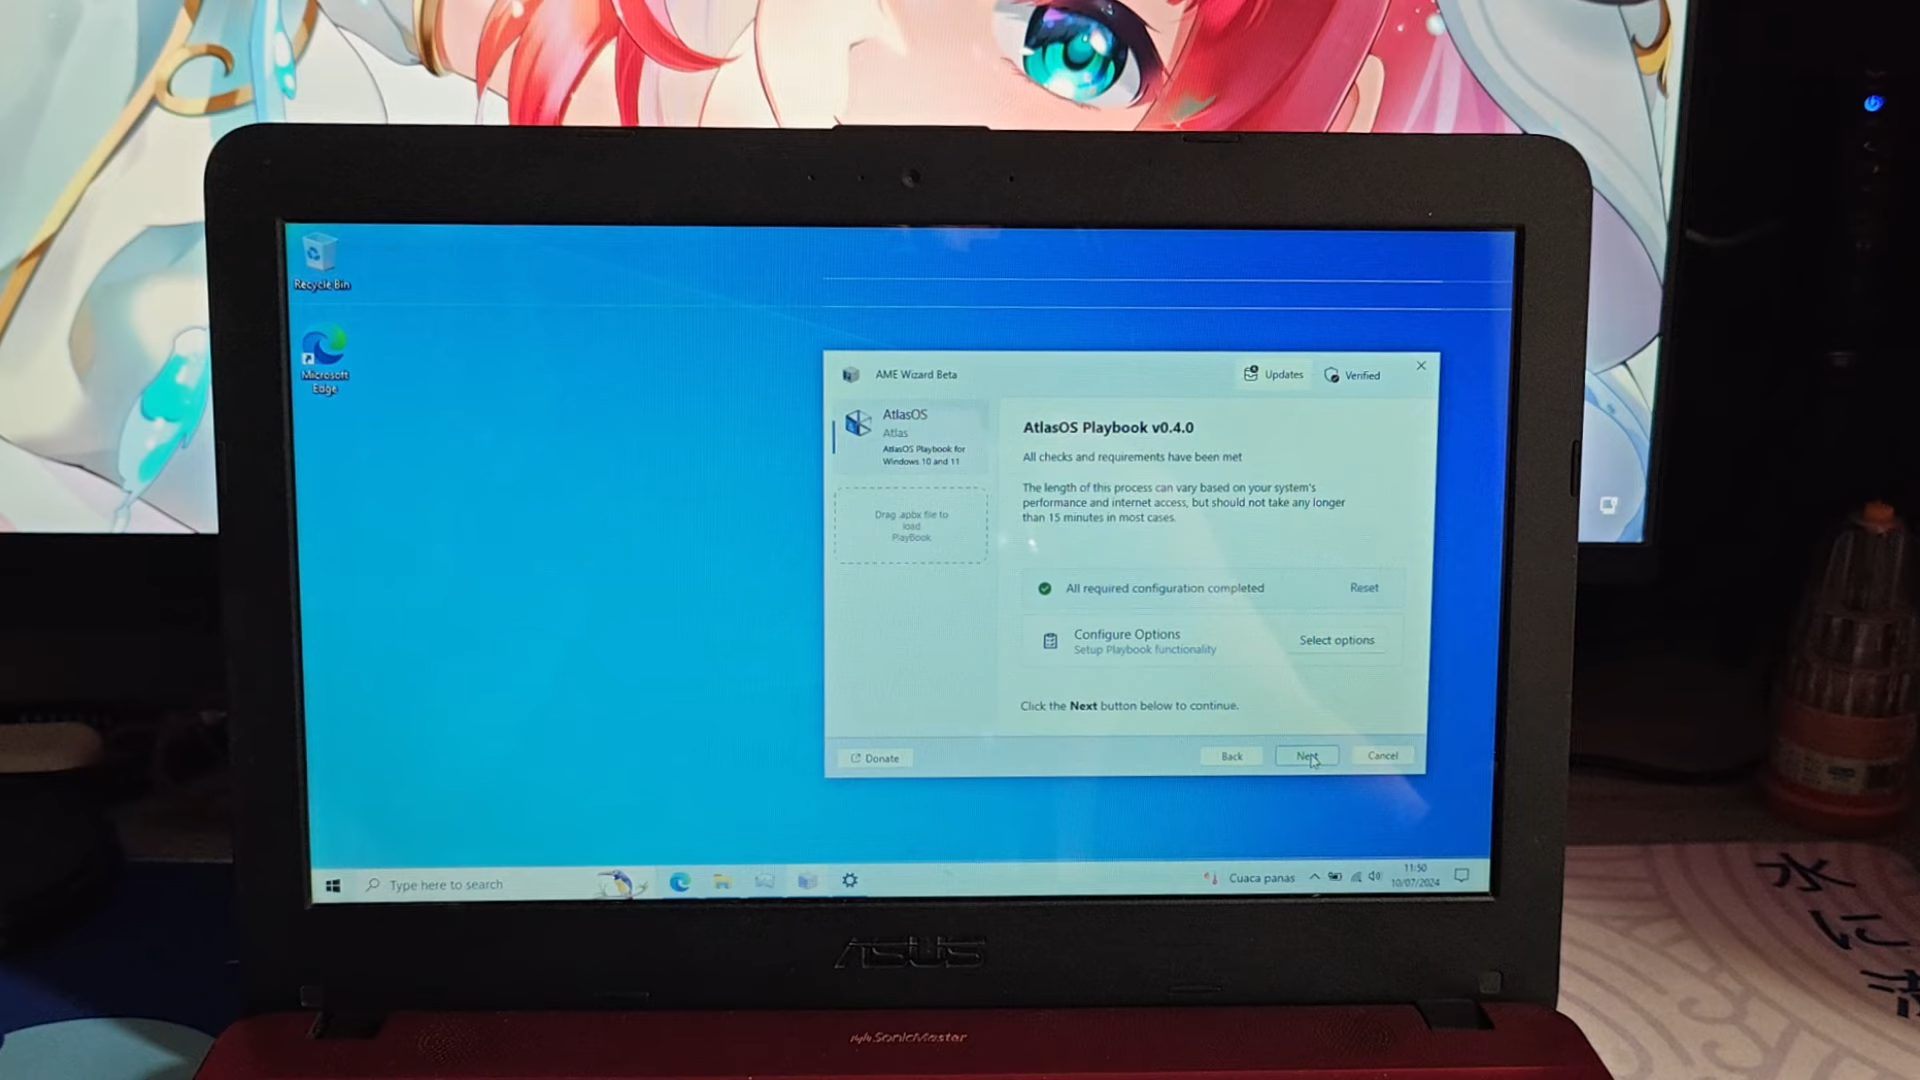 Recycle Bin
Microsoft
Edge
AME Wizard Beta
Updates
Verified
AtlasOS
Atlas
AtlasOS Playbook for
Windows 10 and 11
Drag .apbx file to
load
PlayBook
AtlasOS Playbook v0.4.0
All checks and requirements have been met
The length of this process can vary based on your system's
performance and internet access, but should not take any longer
than 15 minutes in most cases.
All required configuration completed
Reset
Configure Options
Setup Playbook functionality
Select options
Click the Next button below to continue.
Donate
Back
Next
Cancel
Type here to search
Cuaca panas
11:50
10/07/2024
ASUS
SonicMaster